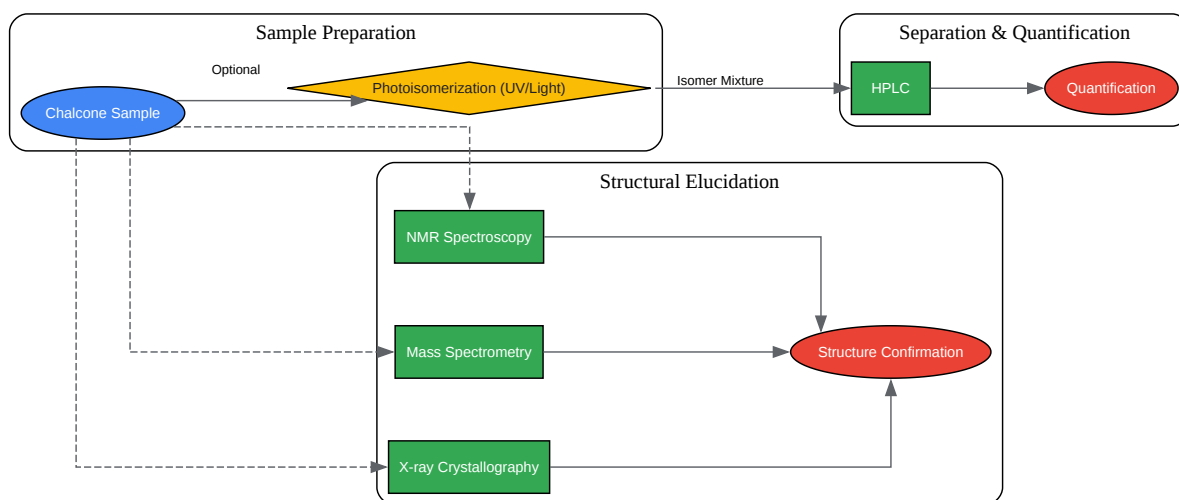 Sample Preparation
Separation & Quantification
Optional
Photoisomerization (UV/Light)
Isomer Mixture
HPLC
Quantification
Chalcone Sample
Structural Elucidation
NMR Spectroscopy
Mass Spectrometry
Structure Confirmation
X-ray Crystallography